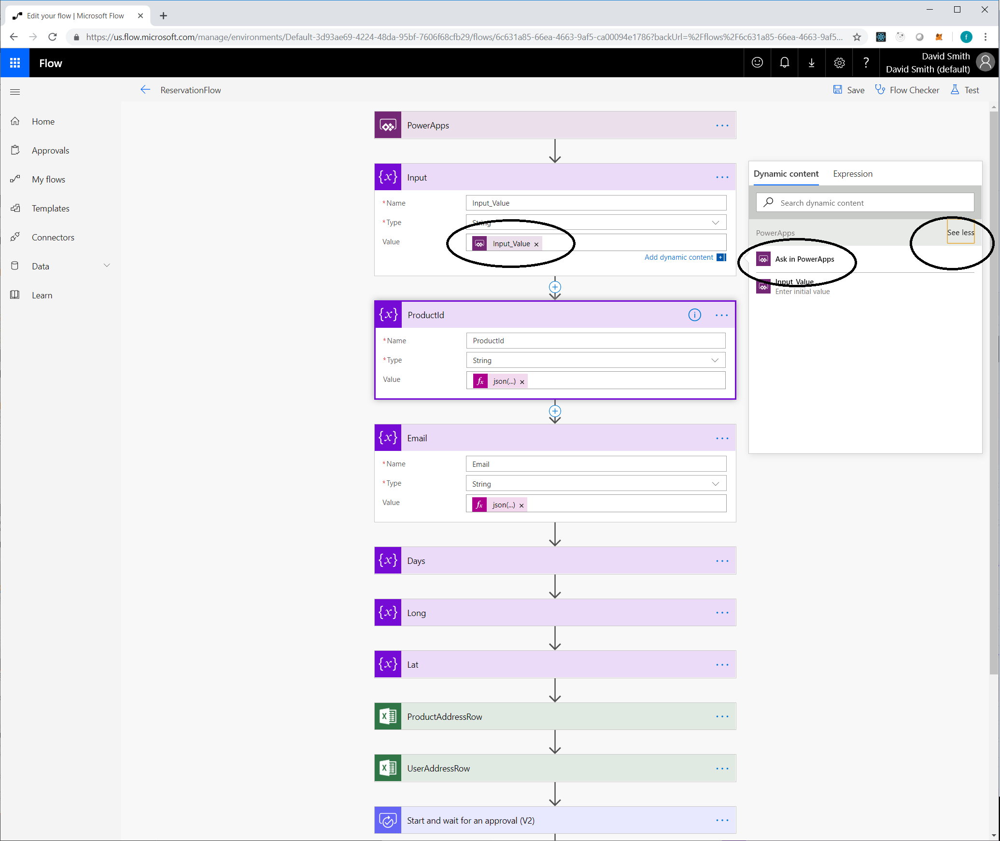 Edit your flow | Microsoft Flow
https://us.flow.microsoft.com/manage/environments/Default-3d93ae69-4224-48da-95bf-7606f68cfb29/flows/6c631a85-66ea-4663-9af5-ca00094e1786?backUrl=%2Fflows%2F6c631a85-66ea-4663-9af5...
f
Flow
?
David Smith
David Smith (default)
ReservationFlow
Save
Flow Checker
Test
Home
Approvals
My flows
Templates
Connectors
Data
Learn
PowerApps
{x} Input
*Name Input_Value
*Type String
Value Input_Value ×
Add dynamic content
Dynamic content Expression
Search dynamic content
PowerApps See less
Ask in PowerApps
Input_Value
Enter initial value
{x} ProductId
*Name ProductId
*Type String
Value fx json(...) ×
{x} Email
*Name Email
*Type String
Value fx json(...) ×
{x} Days
{x} Long
{x} Lat
ProductAddressRow
UserAddressRow
Start and wait for an approval (V2)